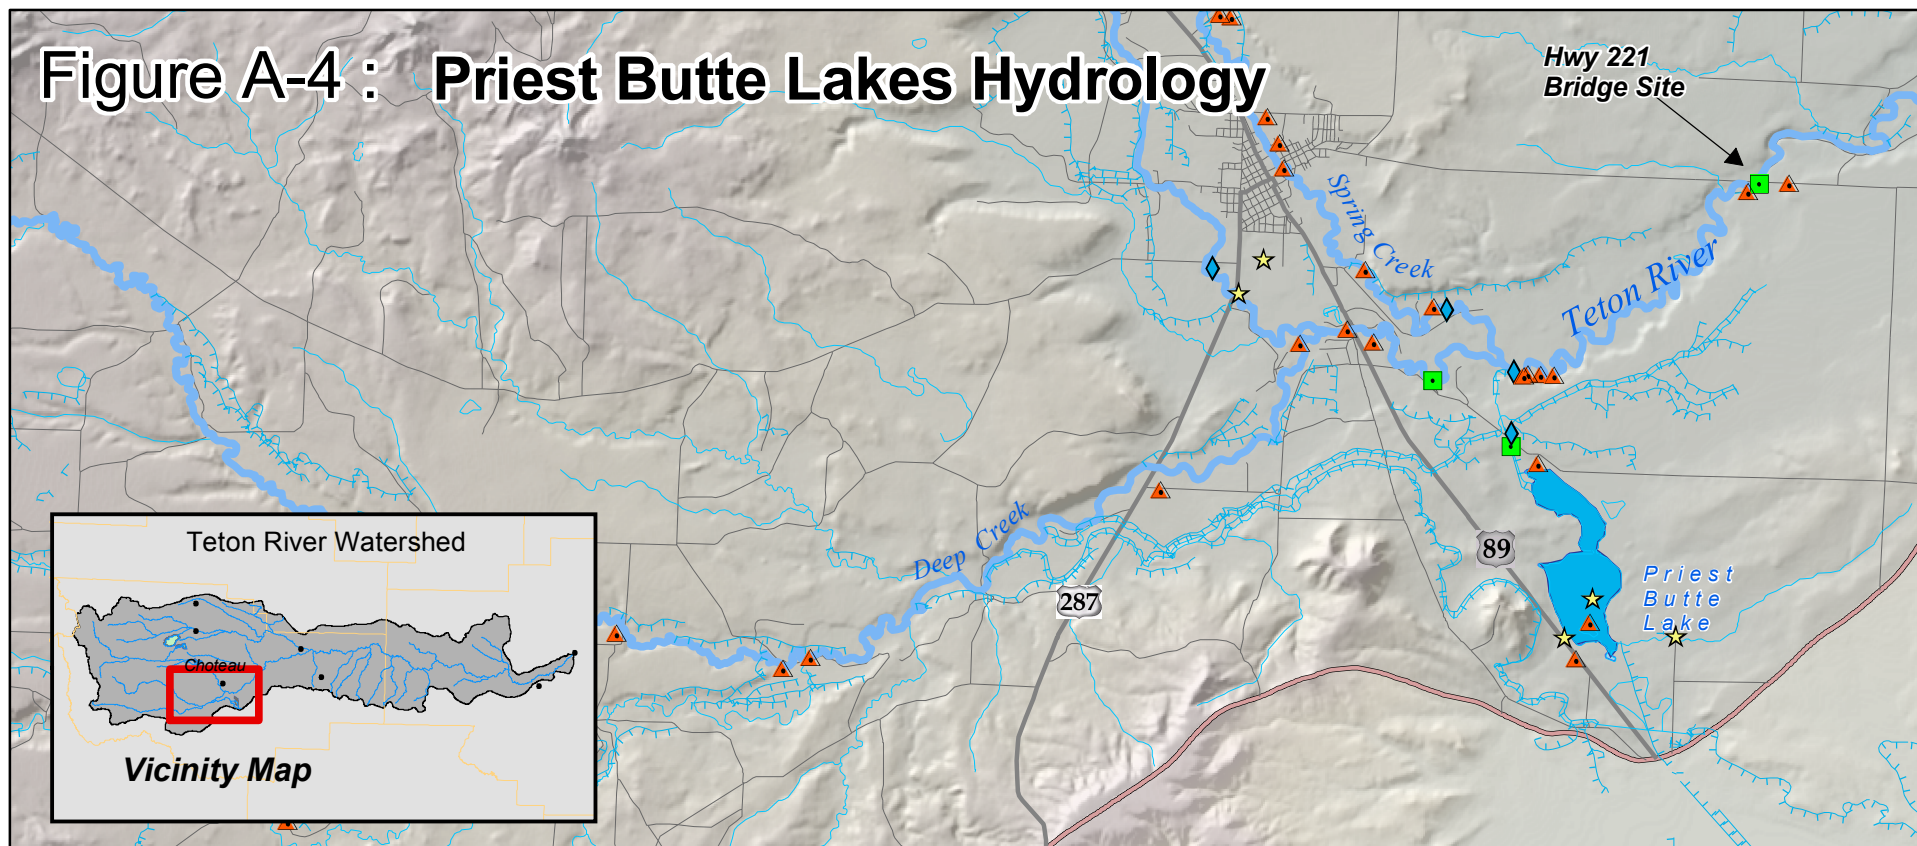 Figure A-4 : Priest Butte Lakes Hydrology
Hwy 221
Bridge Site
Spring Creek
Teton River
Deep Creek
89
287
Priest
Butte
Lake
Teton River Watershed
Choteau
Vicinity Map